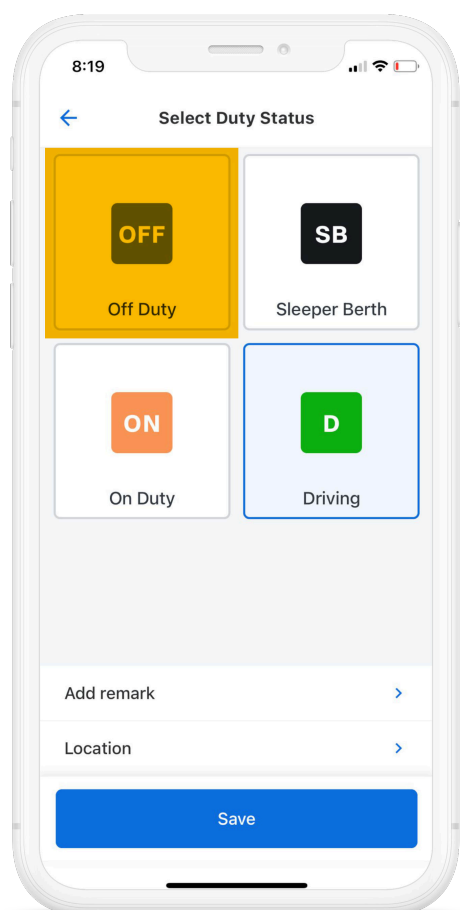 8:19
Select Duty Status
OFF
SB
Off Duty
Sleeper Berth
ON
D
On Duty
Driving
Add remark
Location
Save